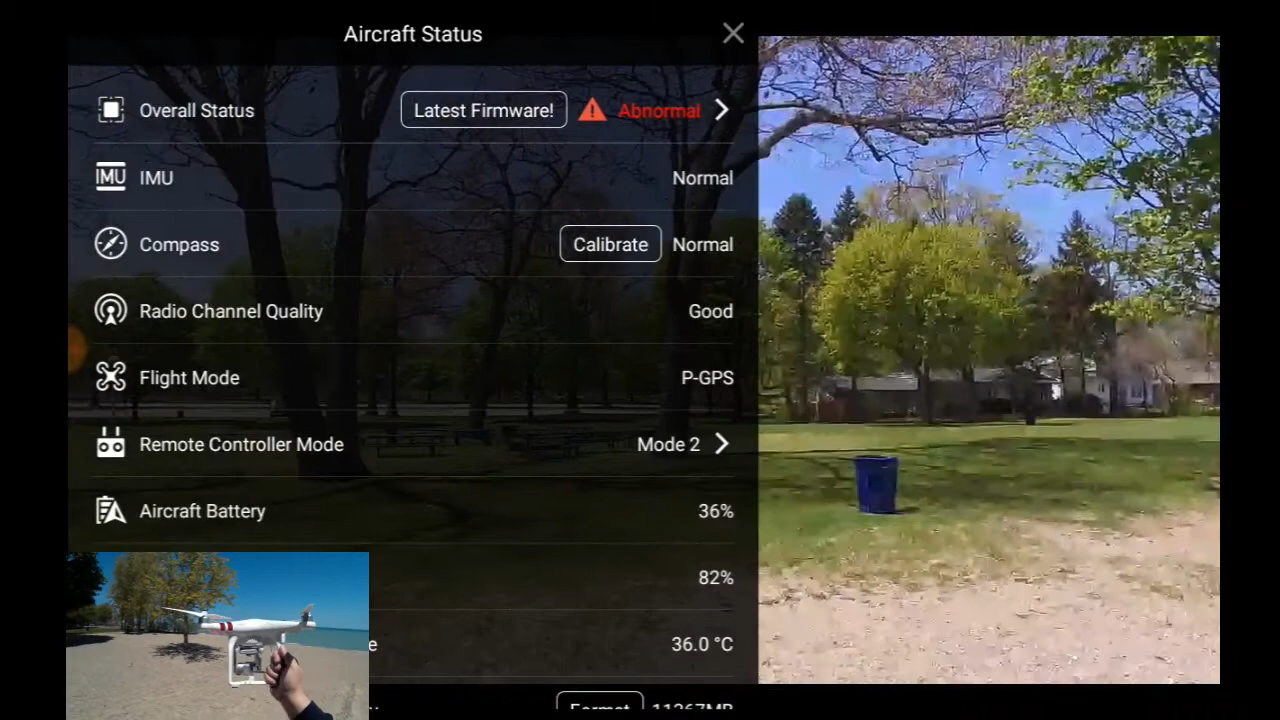 Aircraft Status
Overall Status Latest Firmware! Abnormal
IMU IMU Normal
Compass Calibrate Normal
Radio Channel Quality Good
Flight Mode P-GPS
Remote Controller Mode Mode 2
Aircraft Battery 36%
82%
e 36.0 °C
Format 11267MB